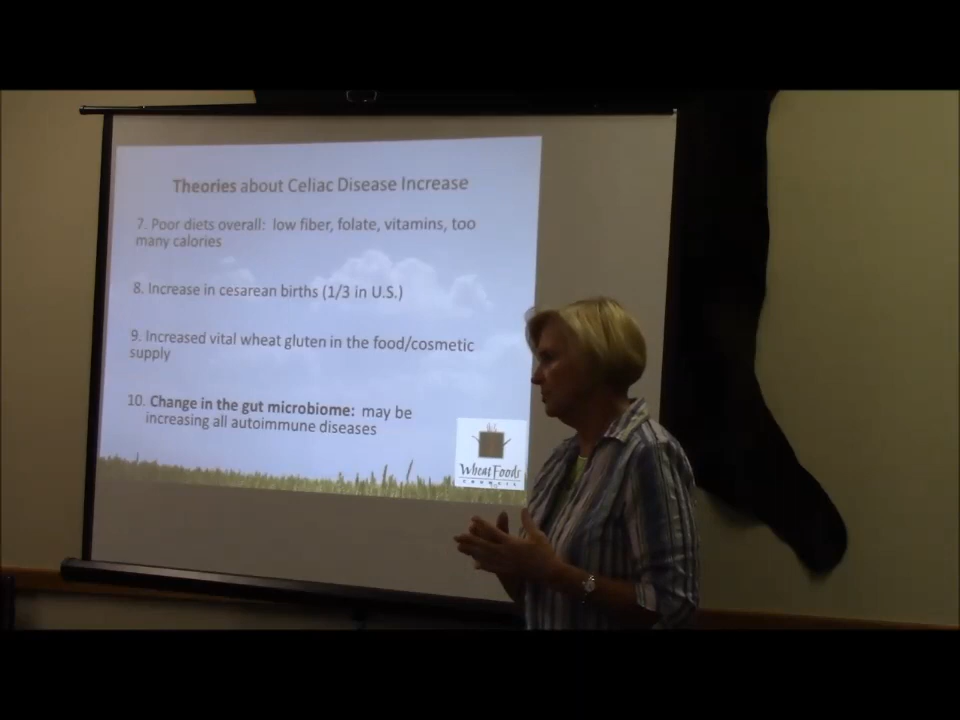 Theories about Celiac Disease Increase
7. Poor diets overall: low fiber, folate, vitamins, too
many calories
8. Increase in cesarean births (1/3 in U.S.)
9. Increased vital wheat gluten in the food/cosmetic
supply
10. Change in the gut microbiome: may be
increasing all autoimmune diseases
Wheat Foods
COUNCIL